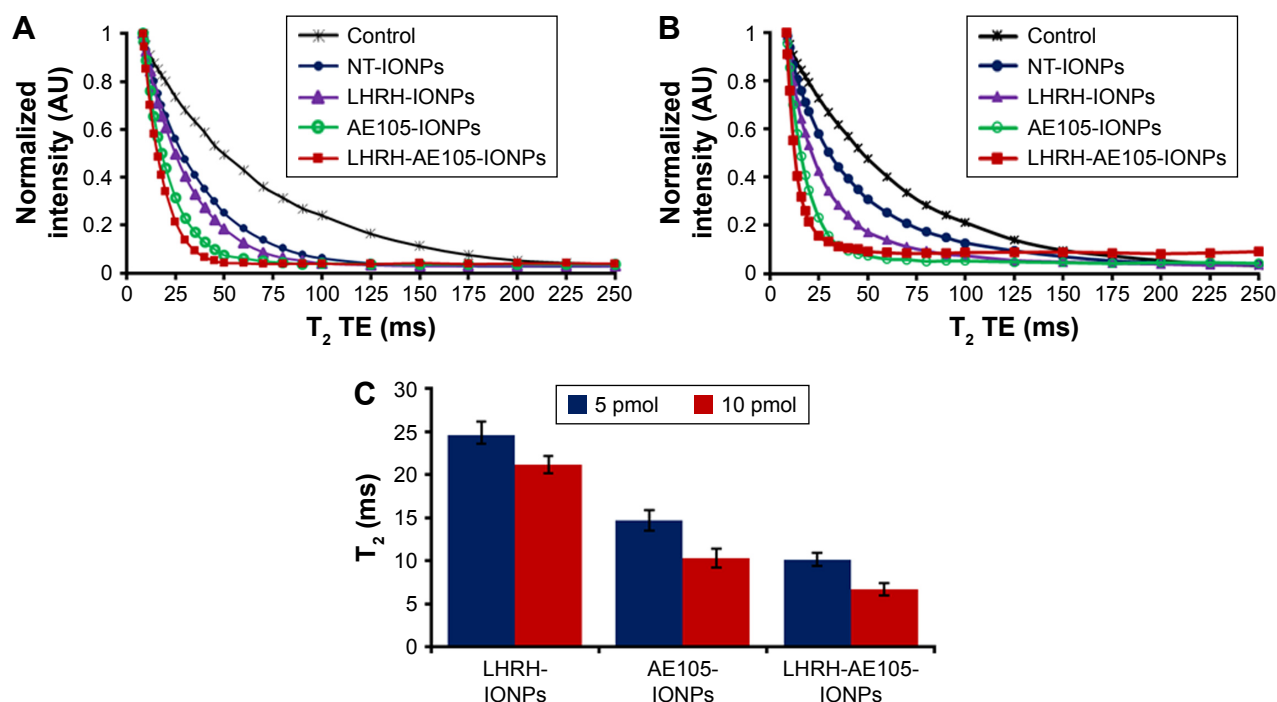 A
Normalized
intensity (AU)
1
0.8
0.6
0.4
0.2
0
0 25 50 75 100 125 150 175 200 225 250
T2 TE (ms)
Control
NT-IONPs
LHRH-IONPs
AE105-IONPs
LHRH-AE105-IONPs
B
Normalized
intensity (AU)
1
0.8
0.6
0.4
0.2
0
0 25 50 75 100 125 150 175 200 225 250
T2 TE (ms)
Control
NT-IONPs
LHRH-IONPs
AE105-IONPs
LHRH-AE105-IONPs
C
T2 (ms)
30
25
20
15
10
5
0
5 pmol 10 pmol
LHRH-
IONPs
AE105-
IONPs
LHRH-AE105-
IONPs